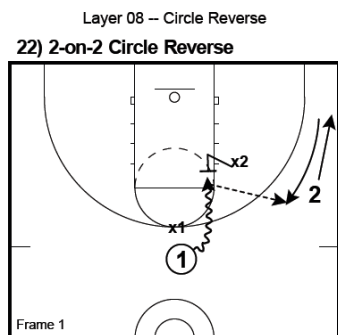 Layer 08 -- Circle Reverse
22) 2-on-2 Circle Reverse
x2
2
x1
1
Frame 1